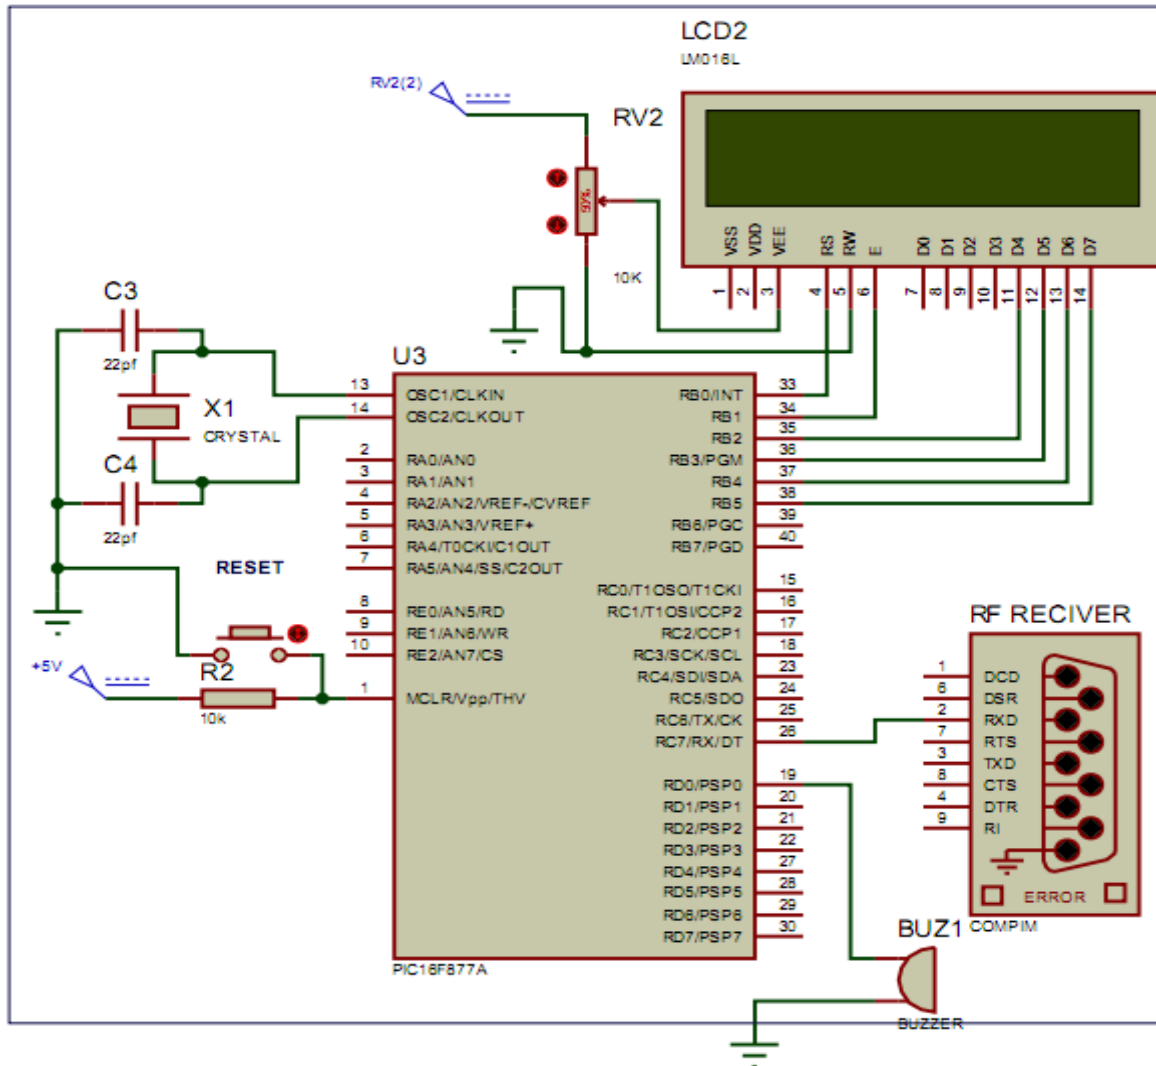 LCD2
LM016L
RV2(2)
RV2
10K
VSS
VDD
VEE
RS
RW
E
D0
D1
D2
D3
D4
D5
D6
D7
1
2
3
4
5
6
7
8
9
10
11
12
13
14
C3
22pf
X1
CRYSTAL
C4
22pf
RESET
R2
10k
+5V
U3
13 OSC1/CLKIN
14 OSC2/CLKOUT
2 RA0/AN0
3 RA1/AN1
4 RA2/AN2/VREF-/CVREF
5 RA3/AN3/VREF+
6 RA4/T0CKI/C1OUT
7 RA5/AN4/SS/C2OUT
8 RE0/AN5/RD
9 RE1/AN6/WR
10 RE2/AN7/CS
1 MCLR/Vpp/THV
RB0/INT 33
RB1 34
RB2 35
RB3/PGM 36
RB4 37
RB5 38
RB6/PGC 39
RB7/PGD 40
RC0/T1OSO/T1CKI 15
RC1/T1OSI/CCP2 16
RC2/CCP1 17
RC3/SCK/SCL 18
RC4/SDI/SDA 23
RC5/SDO 24
RC6/TX/CK 25
RC7/RX/DT 26
RD0/PSP0 19
RD1/PSP1 20
RD2/PSP2 21
RD3/PSP3 22
RD4/PSP4 27
RD5/PSP5 28
RD6/PSP6 29
RD7/PSP7 30
PIC16F877A
RF RECIVER
1 DCD
6 DSR
2 RXD
7 RTS
3 TXD
8 CTS
4 DTR
9 RI
ERROR
COMPIM
BUZ1
BUZZER